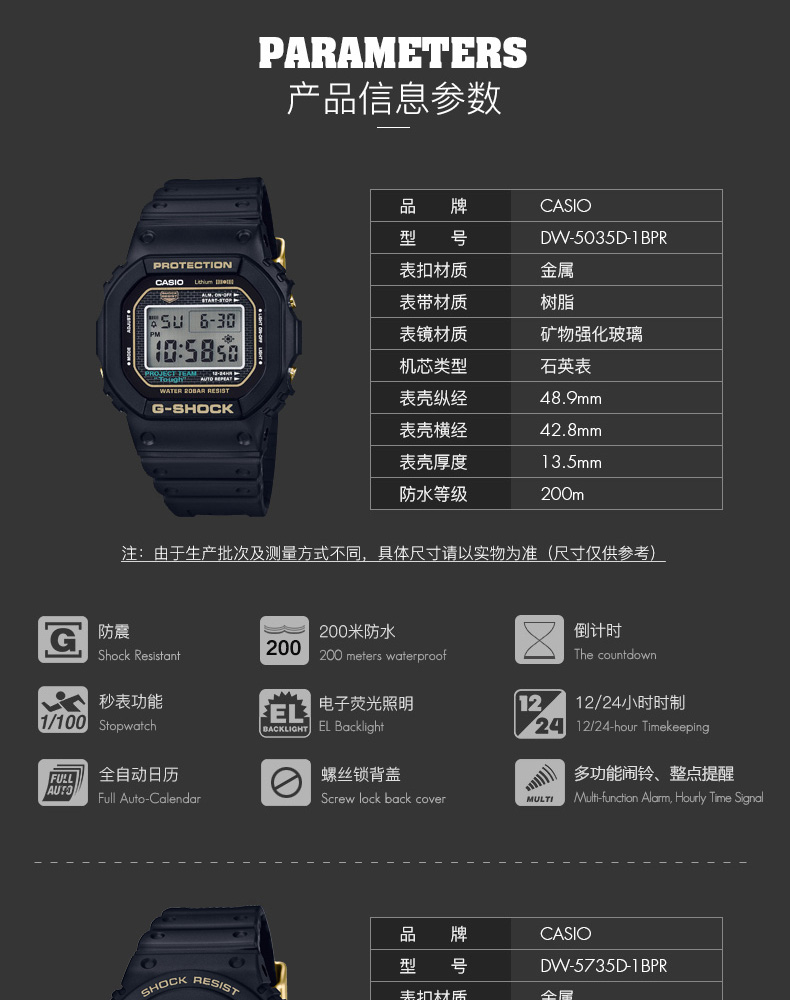 PARAMETERS
产品信息参数
PROTECTION
CASIO Lithium
ALM. ON·OFF
START·STOP
ADJUST
LIGHT ON·OFF
SU 6-30
PM
10:58 50
MODE
LIGHT
PROJECT TEAM 12·24HR
"Tough" AUTO REPEAT
WATER 20BAR RESIST
G-SHOCK
品 牌 CASIO
型 号 DW-5035D-1BPR
表扣材质 金属
表带材质 树脂
表镜材质 矿物强化玻璃
机芯类型 石英表
表壳纵经 48.9mm
表壳横经 42.8mm
表壳厚度 13.5mm
防水等级 200m
注：由于生产批次及测量方式不同，具体尺寸请以实物为准（尺寸仅供参考）
G
防震
Shock Resistant
200
200米防水
200 meters waterproof
倒计时
The countdown
1/100
秒表功能
Stopwatch
EL
BACKLIGHT
电子荧光照明
EL Backlight
12/24
12/24小时时制
12/24-hour Timekeeping
FULL
AUTO
全自动日历
Full Auto-Calendar
螺丝锁背盖
Screw lock back cover
MULTI
多功能闹铃、整点提醒
Multi-function Alarm, Hourly Time Signal
SHOCK RESIST
品 牌 CASIO
型 号 DW-5735D-1BPR
表扣材质 金属